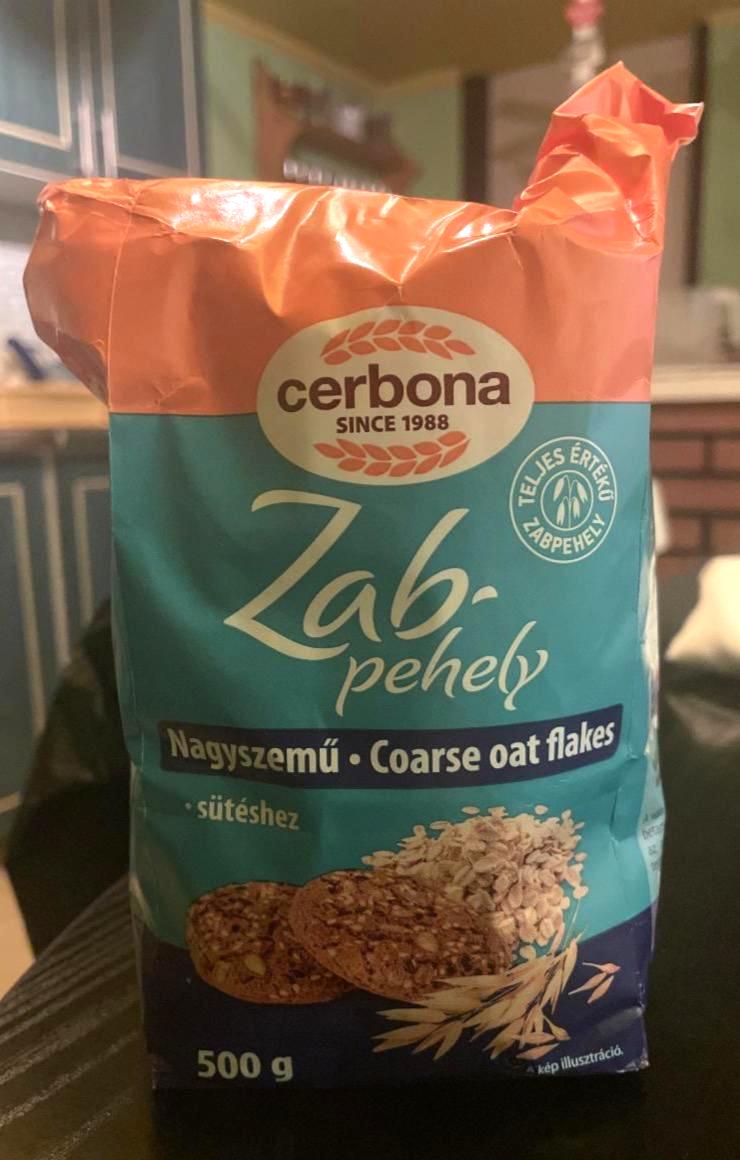 cerbona
SINCE 1988
TELJES ÉRTÉKŰ
ZABPEHELY
Zab-
pehely
Nagyszemű • Coarse oat flakes
• sütéshez
500 g
A kép illusztráció.